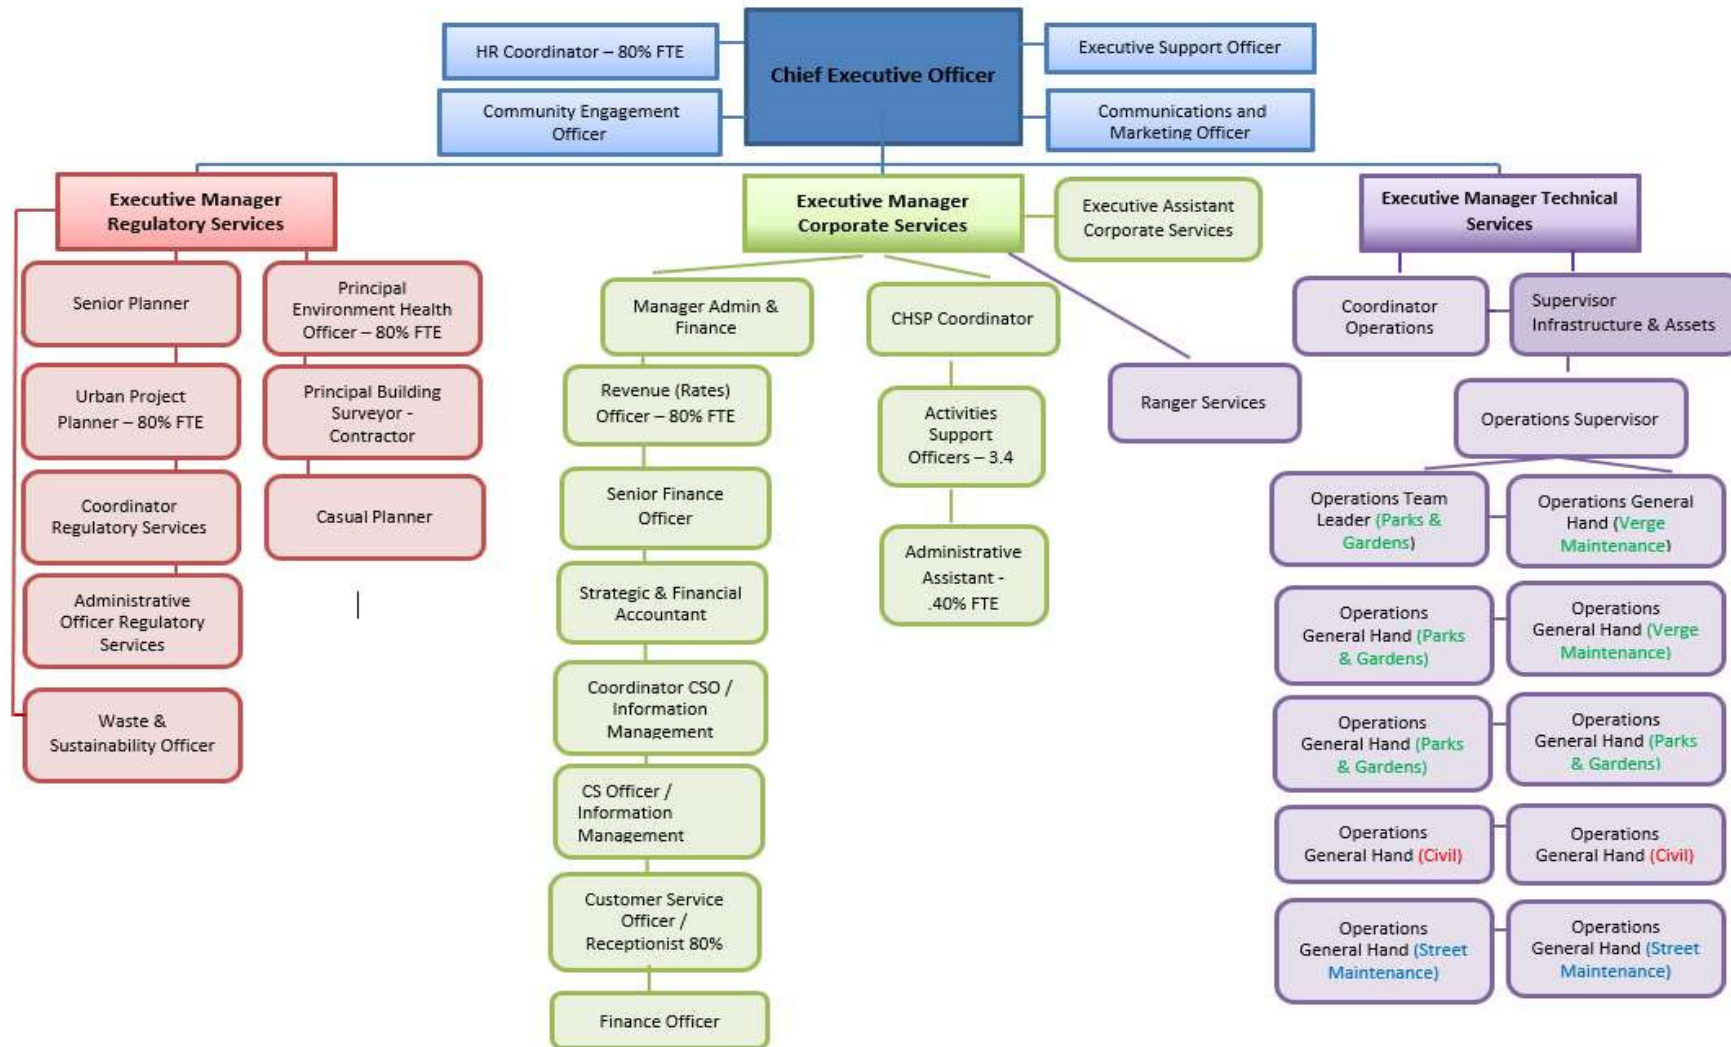 HR Coordinator – 80% FTE
Chief Executive Officer
Executive Support Officer
Community Engagement
Officer
Communications and
Marketing Officer
Executive Manager
Regulatory Services
Executive Manager
Corporate Services
Executive Assistant
Corporate Services
Executive Manager Technical
Services
Senior Planner
Principal
Environment Health
Officer – 80% FTE
Urban Project
Planner – 80% FTE
Principal Building
Surveyor -
Contractor
Coordinator
Regulatory Services
Casual Planner
Administrative
Officer Regulatory
Services
Waste &
Sustainability Officer
Manager Admin &
Finance
CHSP Coordinator
Revenue (Rates)
Officer – 80% FTE
Activities
Support
Officers – 3.4
Senior Finance
Officer
Administrative
Assistant -
.40% FTE
Strategic & Financial
Accountant
Coordinator CSO /
Information
Management
CS Officer /
Information
Management
Customer Service
Officer /
Receptionist 80%
Finance Officer
Ranger Services
Coordinator
Operations
Supervisor
Infrastructure & Assets
Operations Supervisor
Operations Team
Leader (Parks &
Gardens)
Operations General
Hand (Verge
Maintenance)
Operations
General Hand (Parks
& Gardens)
Operations
General Hand (Verge
Maintenance)
Operations
General Hand (Parks
& Gardens)
Operations
General Hand (Parks
& Gardens)
Operations
General Hand (Civil)
Operations
General Hand (Civil)
Operations
General Hand (Street
Maintenance)
Operations
General Hand (Street
Maintenance)